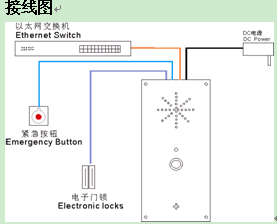 接线图
以太网交换机
Ethernet Switch
DC电源
DC Power
紧急按钮
Emergency Button
电子门锁
Electronic locks